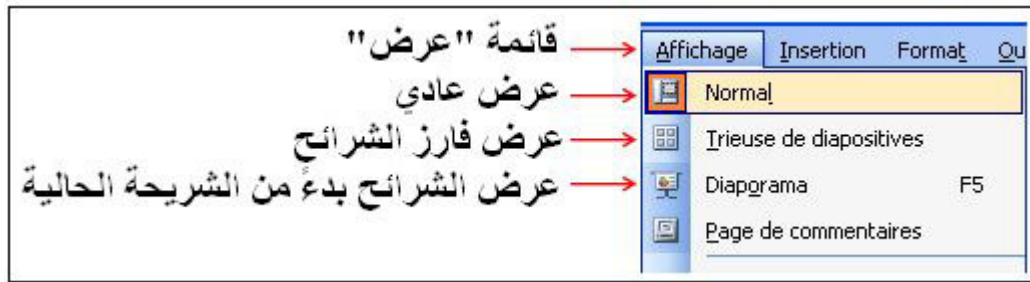 قائمة "عرض"
عرض عادي
عرض فارز الشرائح
عرض الشرائح بدءً من الشريحة الحالية
Affichage Insertion Format Ou
Normal
Trieuse de diapositives
Diaporama F5
Page de commentaires